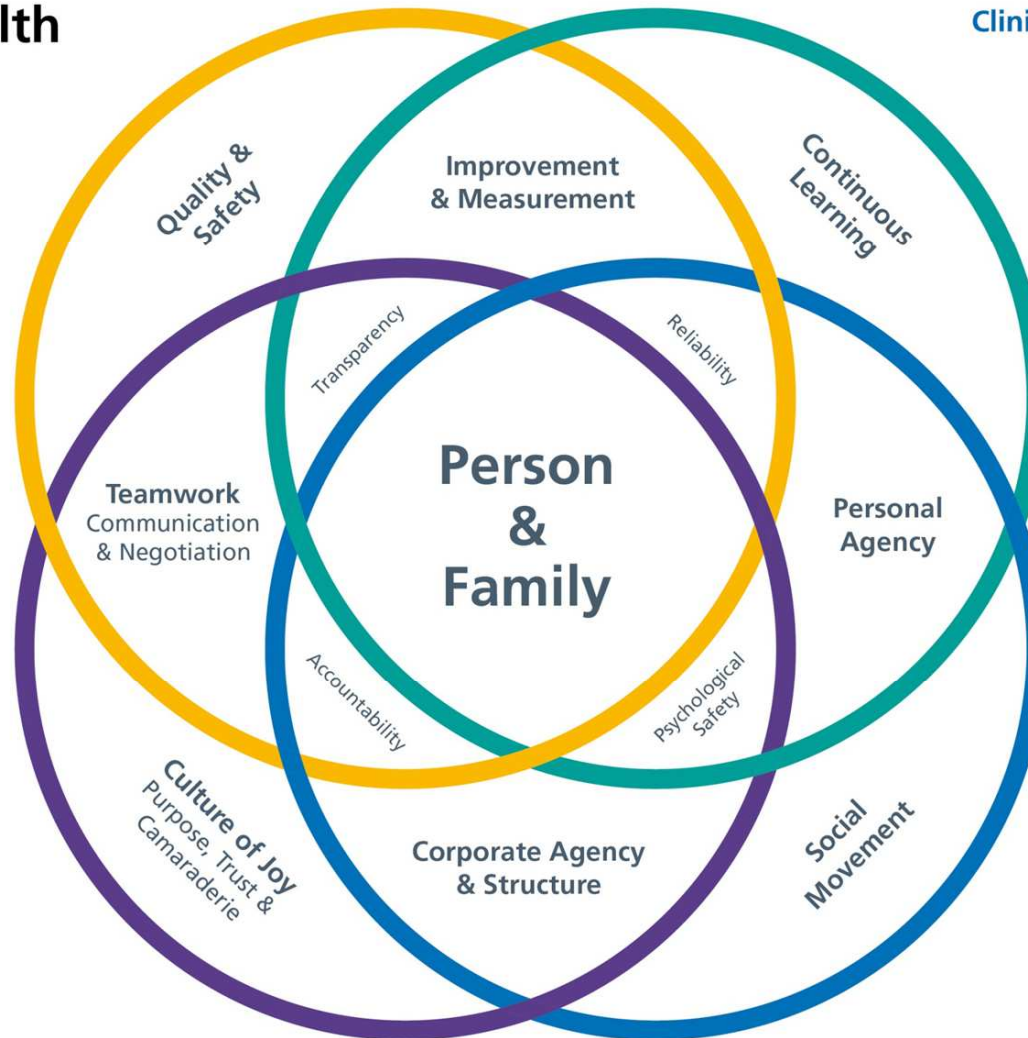 lth
Clini
Quality &
Safety
Improvement
& Measurement
Continuous
Learning
Transparency
Reliability
Teamwork
Communication
& Negotiation
Person
&
Family
Personal
Agency
Accountability
Psychological
Safety
Culture of Joy
Purpose, Trust &
Camaraderie
Corporate Agency
& Structure
Social
Movement